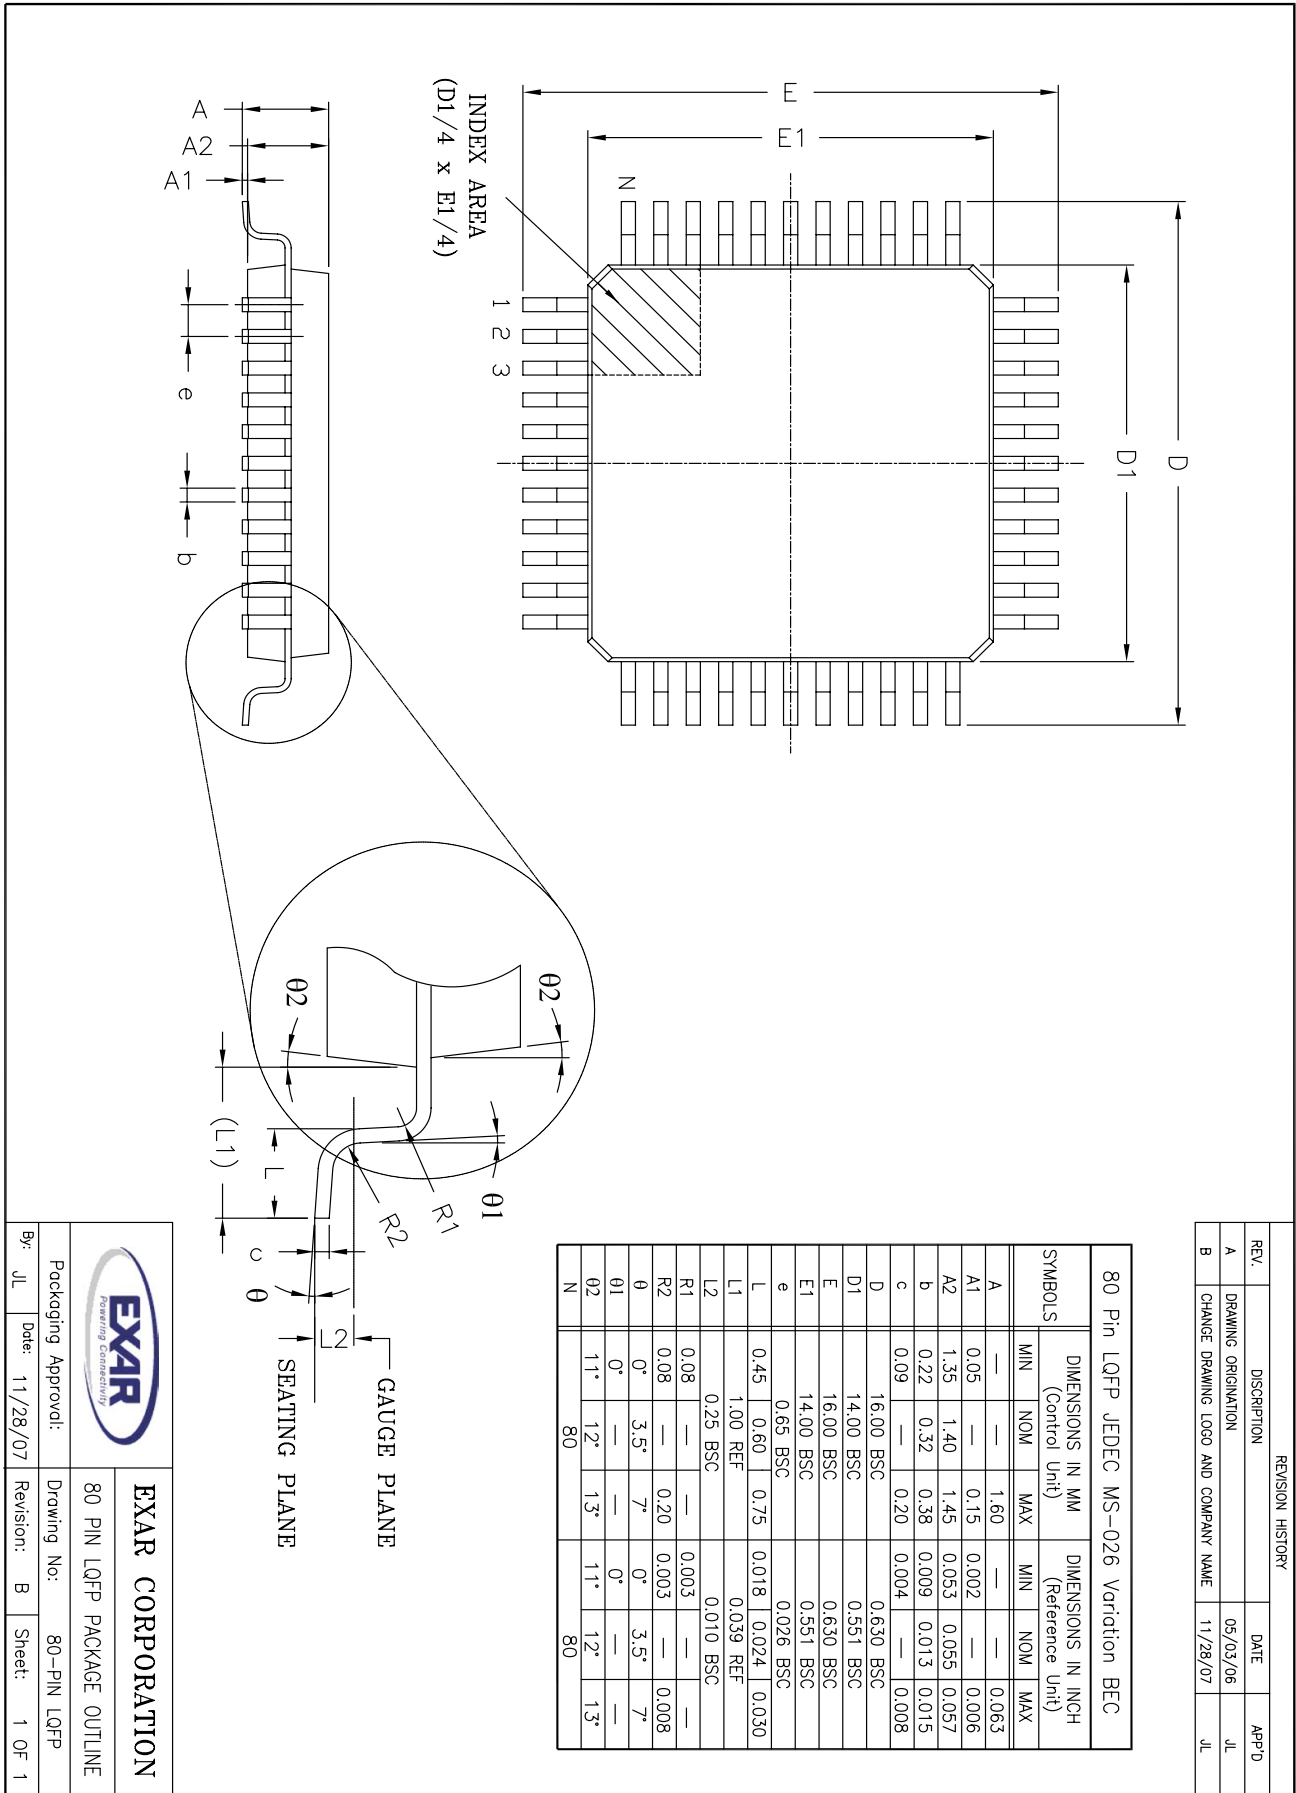 REVISION HISTORY
REV. DISCRIPTION DATE APP'D
A DRAWING ORIGINATION 05/03/06 JL
B CHANGE DRAWING LOGO AND COMPANY NAME 11/28/07 JL
D
D1
E
E1
N
1 2 3
INDEX AREA
(D1/4 x E1/4)
A
A2
A1
e
b
θ2
θ2
θ1
R1
R2
L
(L1)
c
θ
L2
GAUGE PLANE
SEATING PLANE
80 Pin LQFP JEDEC MS-026 Variation BEC
SYMBOLS DIMENSIONS IN MM (Control Unit) DIMENSIONS IN INCH (Reference Unit)
MIN NOM MAX MIN NOM MAX
A — — 1.60 — — 0.063
A1 0.05 — 0.15 0.002 — 0.006
A2 1.35 1.40 1.45 0.053 0.055 0.057
b 0.22 0.32 0.38 0.009 0.013 0.015
c 0.09 — 0.20 0.004 — 0.008
D 16.00 BSC 0.630 BSC
D1 14.00 BSC 0.551 BSC
E 16.00 BSC 0.630 BSC
E1 14.00 BSC 0.551 BSC
e 0.65 BSC 0.026 BSC
L 0.45 0.60 0.75 0.018 0.024 0.030
L1 1.00 REF 0.039 REF
L2 0.25 BSC 0.010 BSC
R1 0.08 — — 0.003 — —
R2 0.08 — 0.20 0.003 — 0.008
θ 0° 3.5° 7° 0° 3.5° 7°
θ1 0° — — 0° — —
θ2 11° 12° 13° 11° 12° 13°
N 80 80
EXAR
Powering Connectivity
EXAR CORPORATION
80 PIN LQFP PACKAGE OUTLINE
Packaging Approval: Drawing No: 80-PIN LQFP
By: JL Date: 11/28/07 Revision: B Sheet: 1 OF 1